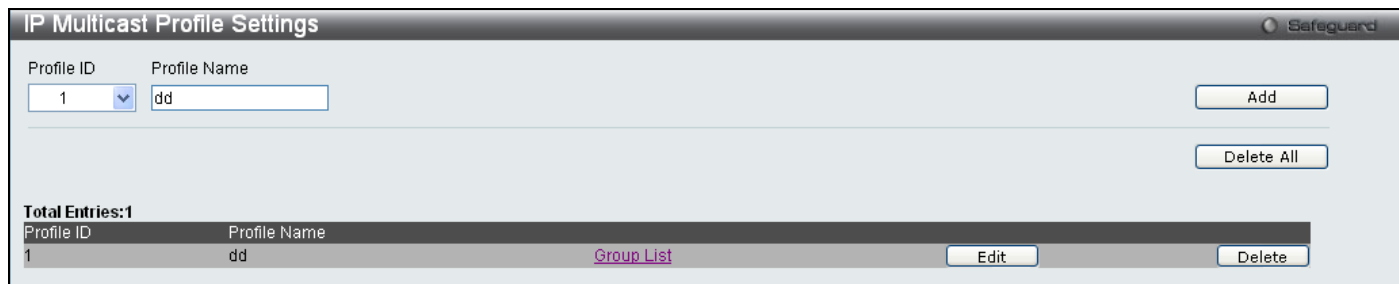 IP Multicast Profile Settings Safeguard
Profile ID Profile Name
1 dd Add
Delete All
Total Entries:1
Profile ID Profile Name
1 dd Group List Edit Delete